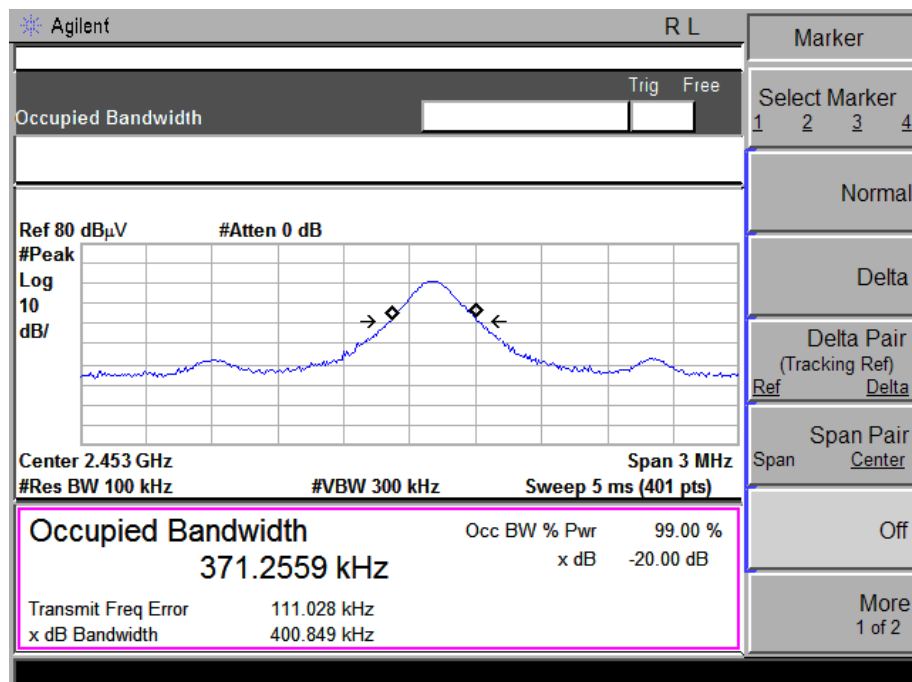 Agilent R L
Trig Free
Occupied Bandwidth
Ref 80 dBμV #Atten 0 dB
#Peak
Log
10
dB/
Center 2.453 GHz Span 3 MHz
#Res BW 100 kHz #VBW 300 kHz Sweep 5 ms (401 pts)
Occupied Bandwidth
371.2559 kHz
Occ BW % Pwr 99.00 %
x dB -20.00 dB
Transmit Freq Error 111.028 kHz
x dB Bandwidth 400.849 kHz
Marker
Select Marker
1 2 3 4
Normal
Delta
Delta Pair
(Tracking Ref)
Ref Delta
Span Pair
Span Center
Off
More
1 of 2